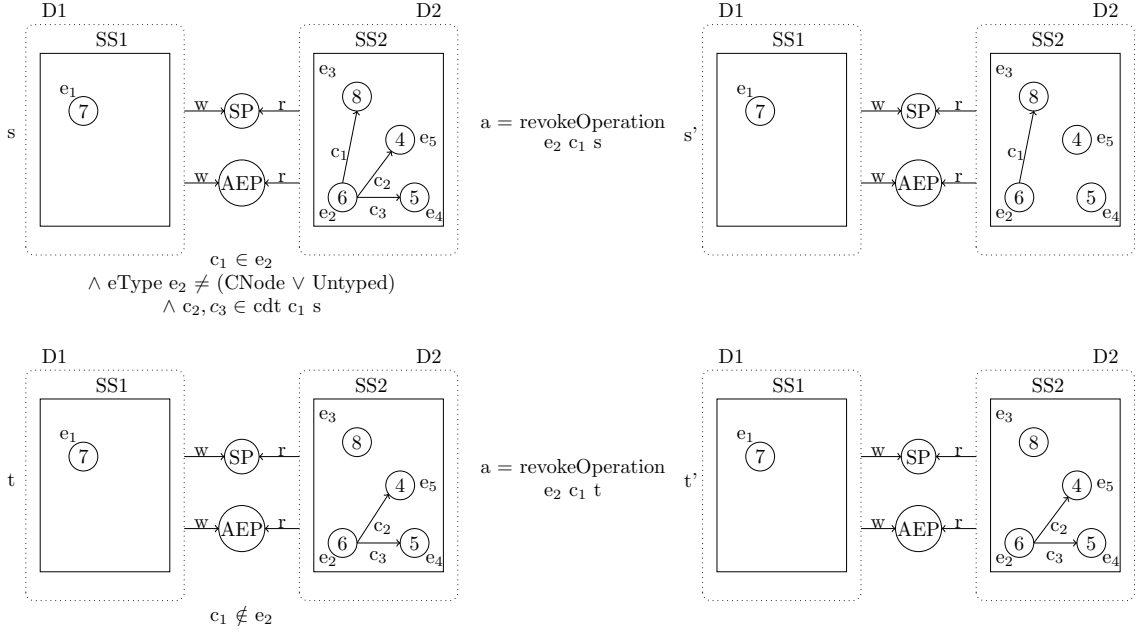 D1 D2 D1 D2
SS1 SS2 SS1 SS2
e3 e3
e1 8 e1 8
7 w SP r 7 w SP r
s 4 e5 a = revokeOperation s' 4 e5
c1 e2 c1 s c1
w AEP r c2 w AEP r
6 c3 5 6 5
e2 e4 e2 e4
c1 ∈ e2
∧ eType e2 ≠ (CNode ∨ Untyped)
∧ c2, c3 ∈ cdt c1 s
D1 D2 D1 D2
SS1 SS2 SS1 SS2
e3 e3
e1 8 e1 8
7 w SP r 7 w SP r
t 4 e5 a = revokeOperation t' 4 e5
e2 c1 t
w AEP r c2 w AEP r c2
6 c3 5 6 c3 5
e2 e4 e2 e4
c1 ∉ e2